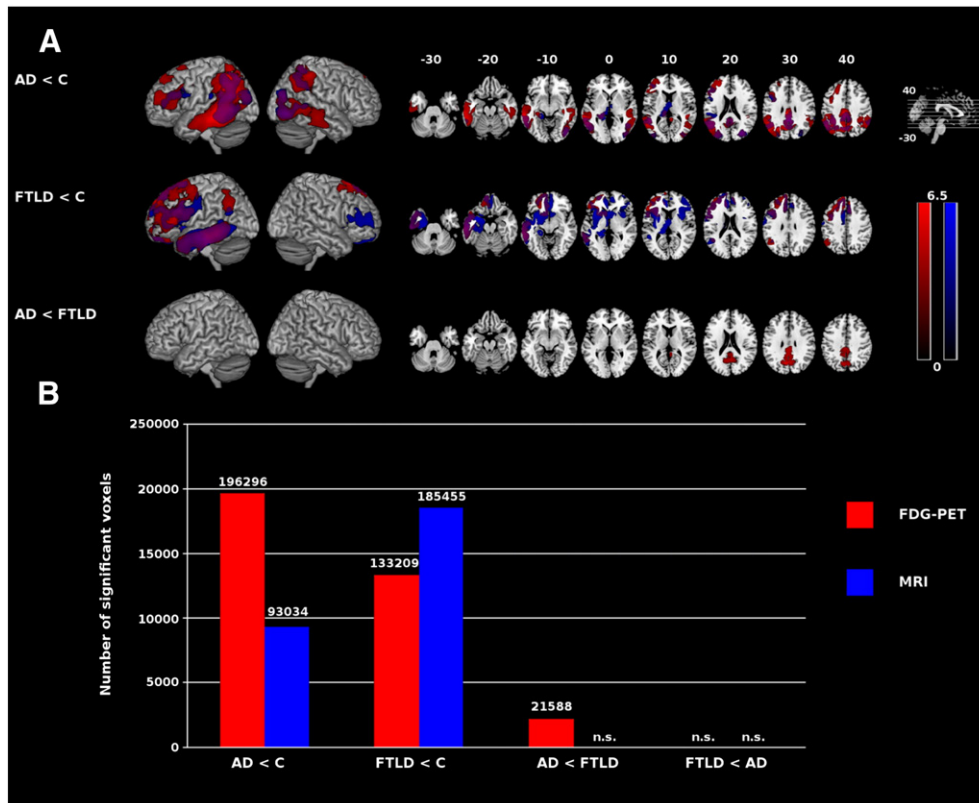 A
AD < C
-30 -20 -10 0 10 20 30 40
40
-30
FTLD < C
6.5
AD < FTLD
0
B
Number of significant voxels
250000
20000
15000
10000
5000
0
196296
93034
133209
185455
21588
n.s.
n.s. n.s.
AD < C FTLD < C AD < FTLD FTLD < AD
FDG-PET
MRI